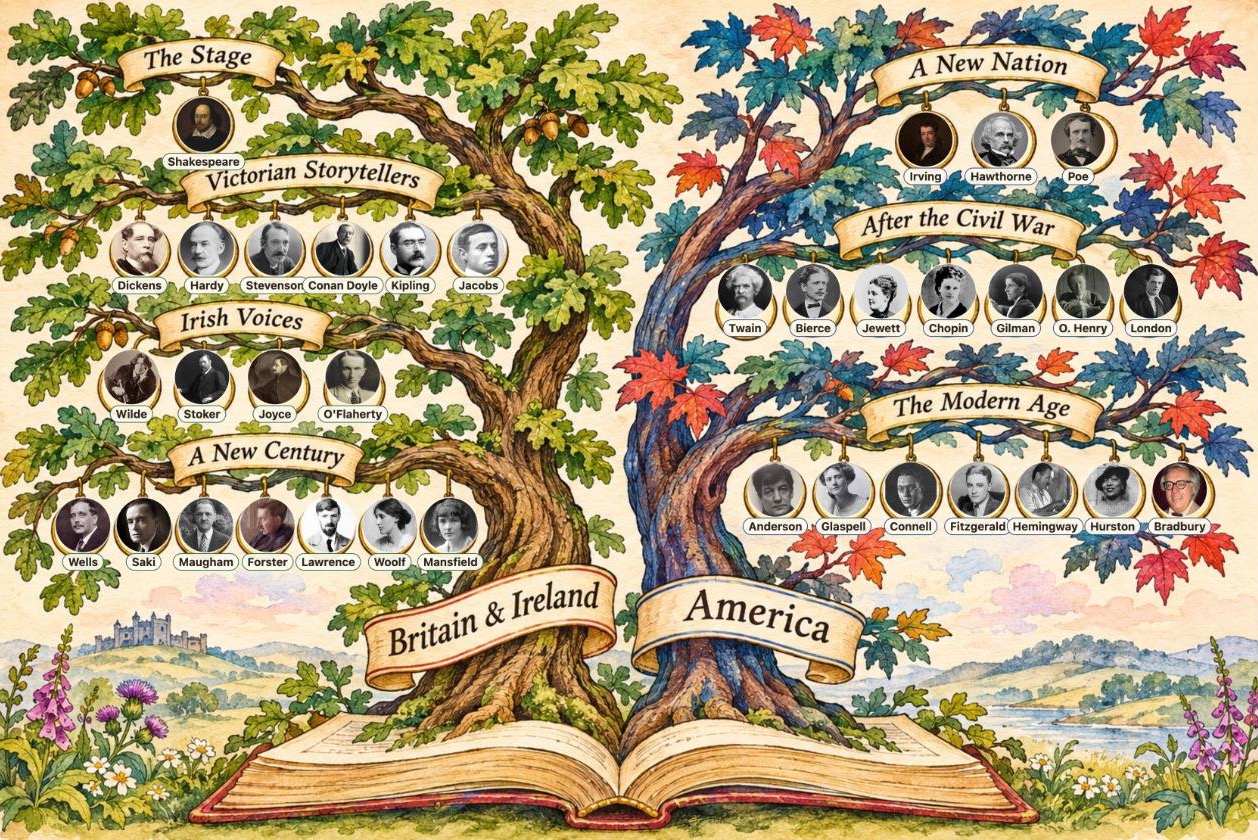 The Stage
Shakespeare
Victorian Storytellers
Dickens
Hardy
Stevenson
Conan Doyle
Kipling
Jacobs
Irish Voices
Wilde
Stoker
Joyce
O'Flaherty
A New Century
Wells
Saki
Maugham
Forster
Lawrence
Woolf
Mansfield
Britain & Ireland
A New Nation
Irving
Hawthorne
Poe
After the Civil War
Twain
Bierce
Jewett
Chopin
Gilman
O. Henry
London
The Modern Age
Anderson
Glaspell
Connell
Fitzgerald
Hemingway
Hurston
Bradbury
America